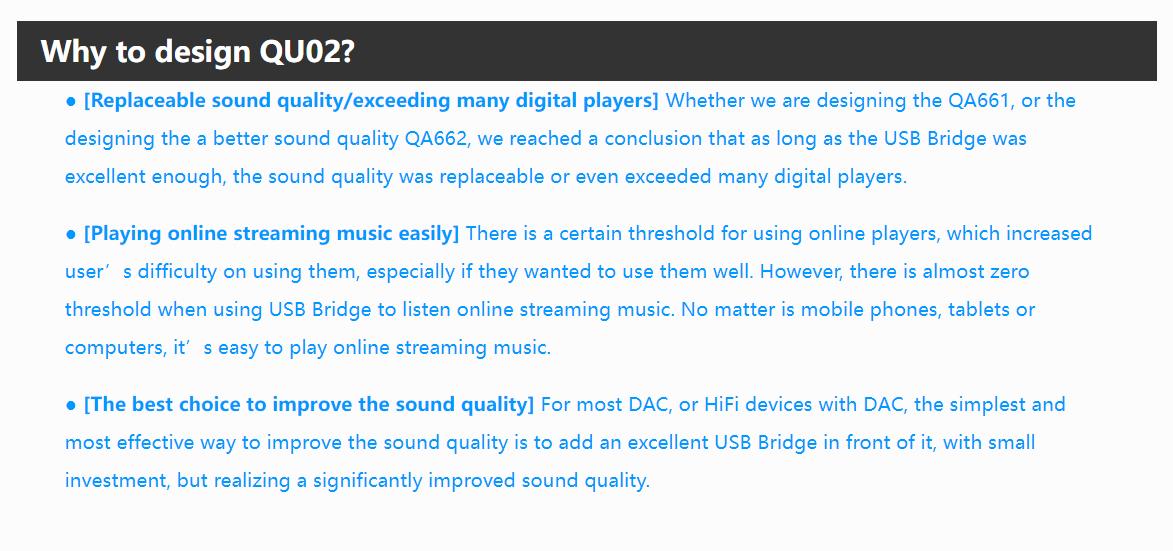 Why to design QU02?
● [Replaceable sound quality/exceeding many digital players] Whether we are designing the QA661, or the
designing the a better sound quality QA662, we reached a conclusion that as long as the USB Bridge was
excellent enough, the sound quality was replaceable or even exceeded many digital players.
● [Playing online streaming music easily] There is a certain threshold for using online players, which increased
user’s difficulty on using them, especially if they wanted to use them well. However, there is almost zero
threshold when using USB Bridge to listen online streaming music. No matter is mobile phones, tablets or
computers, it’s easy to play online streaming music.
● [The best choice to improve the sound quality] For most DAC, or HiFi devices with DAC, the simplest and
most effective way to improve the sound quality is to add an excellent USB Bridge in front of it, with small
investment, but realizing a significantly improved sound quality.